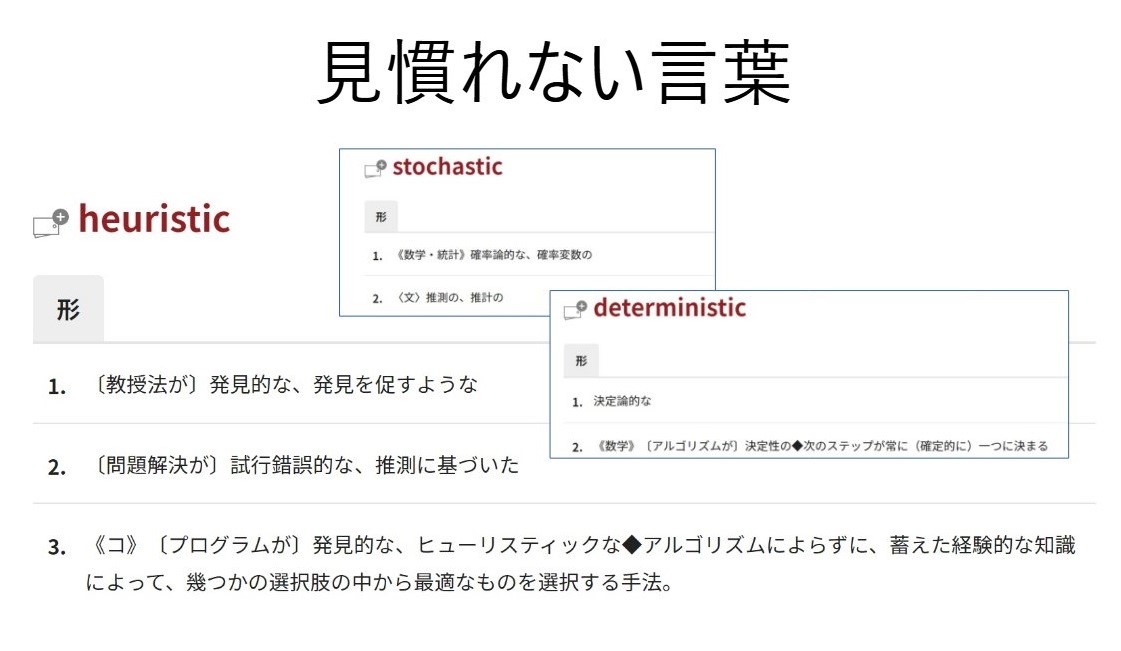 見慣れない言葉
heuristic
形
1. 〔教授法が〕発見的な、発見を促すような
2. 〔問題解決が〕試行錯誤的な、推測に基づいた
3. 《コ》〔プログラムが〕発見的な、ヒューリスティックな◆アルゴリズムによらずに、蓄えた経験的な知識
によって、幾つかの選択肢の中から最適なものを選択する手法。
stochastic
形
1. 《数学・統計》確率論的な、確率変数の
2. 〈文〉推測の、推計の
deterministic
形
1. 決定論的な
2. 《数学》〔アルゴリズムが〕決定性の◆次のステップが常に（確定的に）一つに決まる